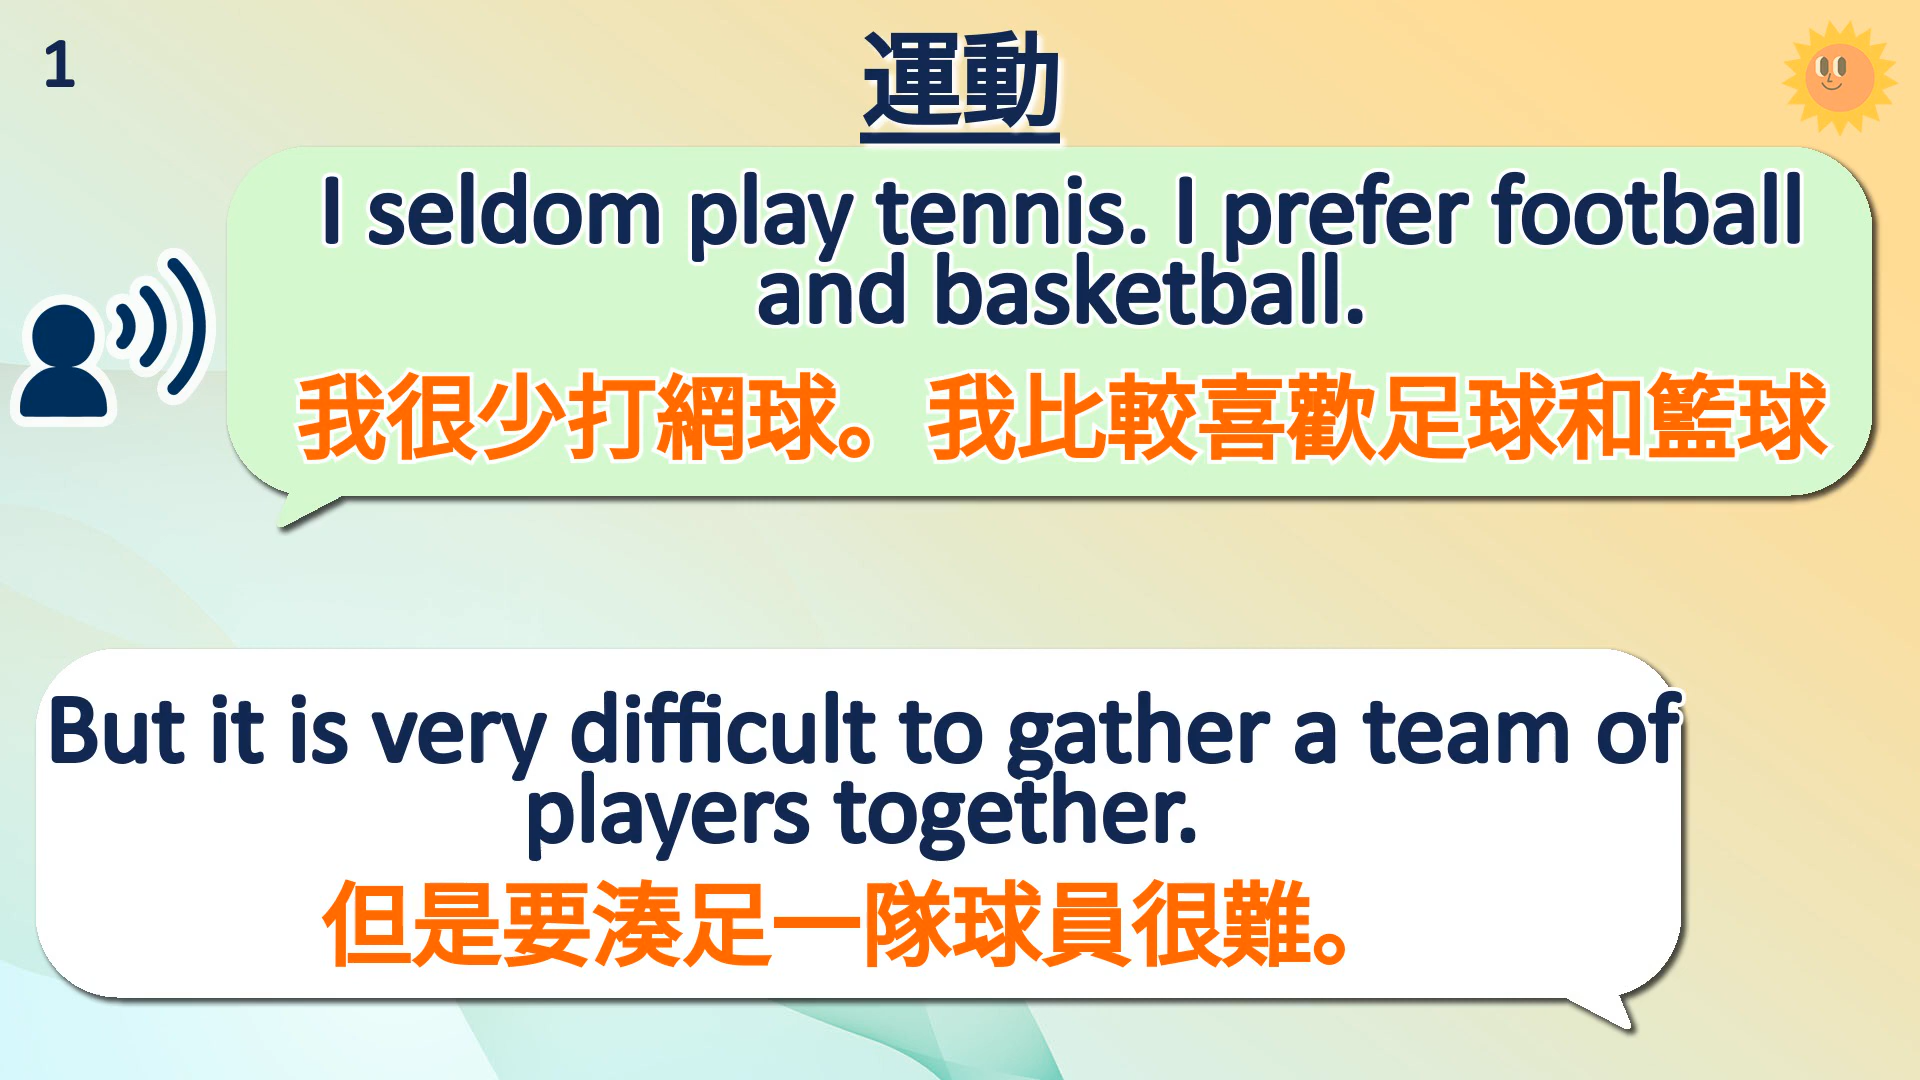 1
運動
I seldom play tennis. I prefer football
and basketball.
我很少打網球。我比較喜歡足球和籃球
But it is very difficult to gather a team of
players together.
但是要湊足一隊球員很難。